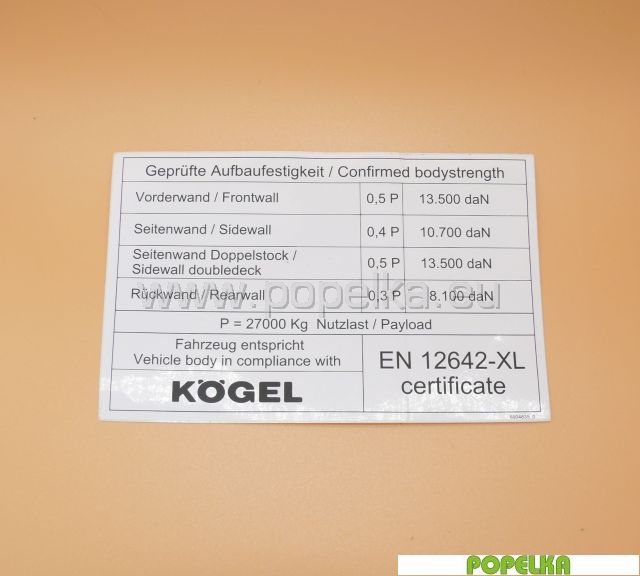 Geprüfte Aufbaufestigkeit / Confirmed bodystrength
Vorderwand / Frontwall 0,5 P 13.500 daN
Seitenwand / Sidewall 0,4 P 10.700 daN
Seitenwand Doppelstock /
Sidewall doubledeck 0,5 P 13.500 daN
Rückwand / Rearwall 0,3 P 8.100 daN
www.popelka.eu
P = 27000 Kg Nutzlast / Payload
Fahrzeug entspricht
Vehicle body in compliance with
KÖGEL
EN 12642-XL
certificate
POPELKA